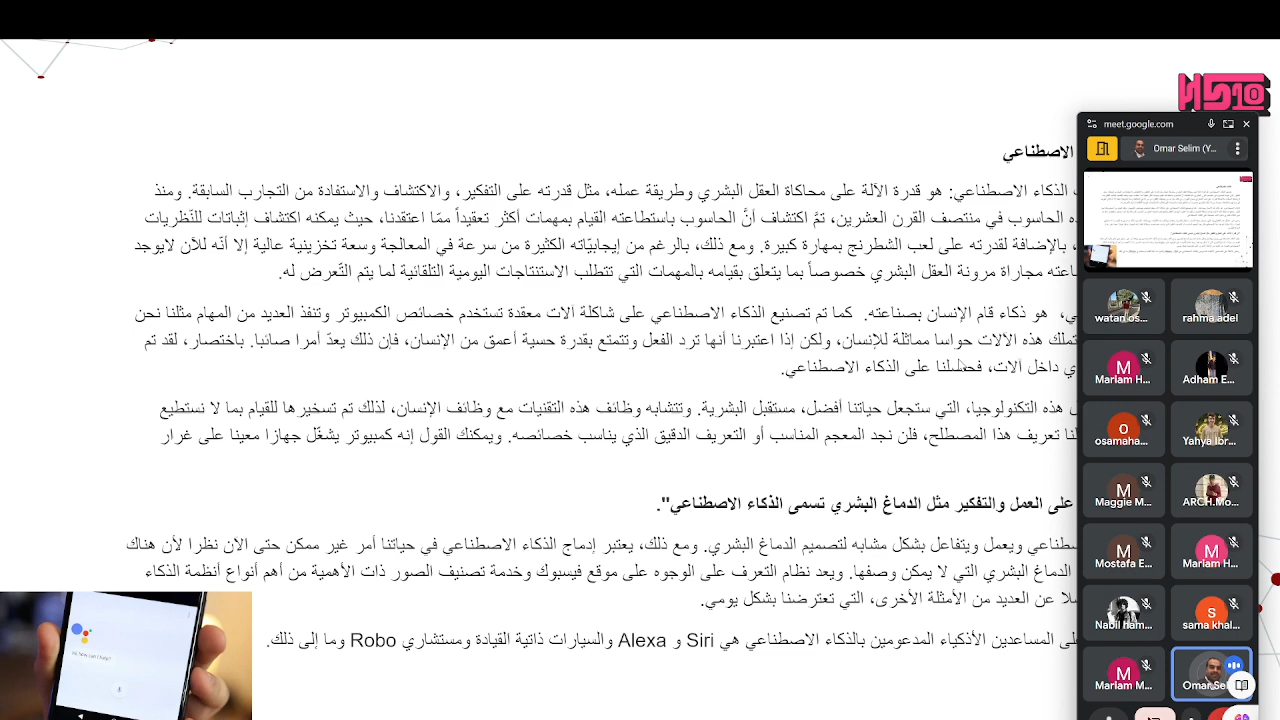 الاصطناعي
الذكاء الاصطناعي: هو قدرة الآلة على محاكاة العقل البشري وطريقة عمله، مثل قدرته على التفكير، والاكتشاف والاستفادة من التجارب السابقة. ومنذ
الحاسوب في منتصف القرن العشرين، تمَّ اكتشاف أنَّ الحاسوب باستطاعته القيام بمهمات أكثر تعقيداً ممّا اعتقدنا، حيث يمكنه اكتشاف إثباتات للنّظريات
بالإضافة لقدرته على لعب الشطرنج بمهارة كبيرة. ومع ذلك، بالرغم من إيجابيّاته الكثيرة من سرعته في المعالجة وسعة تخزينية عالية إلا أنّه للآن لايوجد
مجاراة مرونة العقل البشري خصوصاً بما يتعلق بقيامه بالمهمات التي تتطلب الاستنتاجات اليومية التلقائية لما يتم التّعرض له.
هو ذكاء قام الإنسان بصناعته. كما تم تصنيع الذكاء الاصطناعي على شاكلة آلات معقدة تستخدم خصائص الكمبيوتر وتنفذ العديد من المهام مثلنا نحن
هذه الالات حواسا مماثلة للإنسان، ولكن إذا اعتبرنا أنها ترد الفعل وتتمتع بقدرة حسية أعمق من الإنسان، فإن ذلك يعدّ أمرا صائبا. باختصار، لقد تم
داخل آلات، فحصلنا على الذكاء الاصطناعي.
هذه التكنولوجيا، التي ستجعل حياتنا أفضل، مستقبل البشرية. وتتشابه وظائف هذه التقنيات مع وظائف الإنسان، لذلك تم تسخيرها للقيام بما لا نستطيع
تعريف هذا المصطلح، فلن نجد المعجم المناسب أو التعريف الدقيق الذي يناسب خصائصه. ويمكنك القول إنه كمبيوتر يشغّل جهازا معينا على غرار
على العمل والتفكير مثل الدماغ البشري تسمى الذكاء الاصطناعي".
ويعمل ويتفاعل بشكل مشابه لتصميم الدماغ البشري. ومع ذلك، يعتبر إدماج الذكاء الاصطناعي في حياتنا أمر غير ممكن حتى الان نظرا لأن هناك
الدماغ البشري التي لا يمكن وصفها. ويعد نظام التعرف على الوجوه على موقع فيسبوك وخدمة تصنيف الصور ذات الأهمية من أهم أنواع أنظمة الذكاء
عن العديد من الأمثلة الأخرى، التي تعترضنا بشكل يومي.
المساعدين الأذكياء المدعومين بالذكاء الاصطناعي هي Siri و Alexa والسيارات ذاتية القيادة ومستشاري Robo وما إلى ذلك.
meet.google.com
Omar Selim (Y...
watan os...
rahma adel
Mariam H...
Adham E...
osamaha...
Yahya Ibr...
Maggie M...
ARCH.Mo...
Mostafa E...
Mariam H...
Nabil Ham...
sama khal...
Mariam M...
Omar Sel